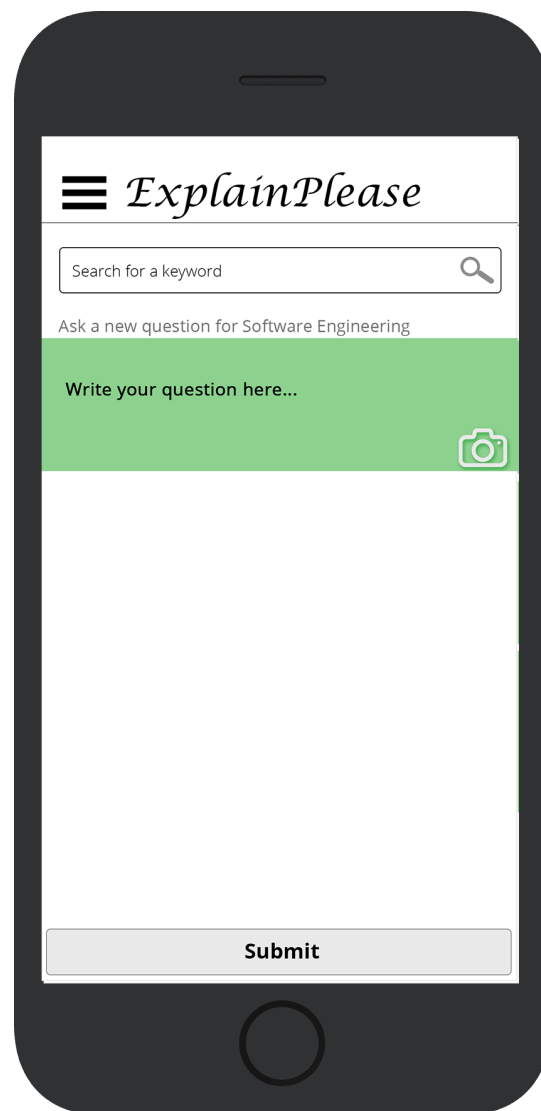 ExplainPlease
Search for a keyword
Ask a new question for Software Engineering
Write your question here...
Submit